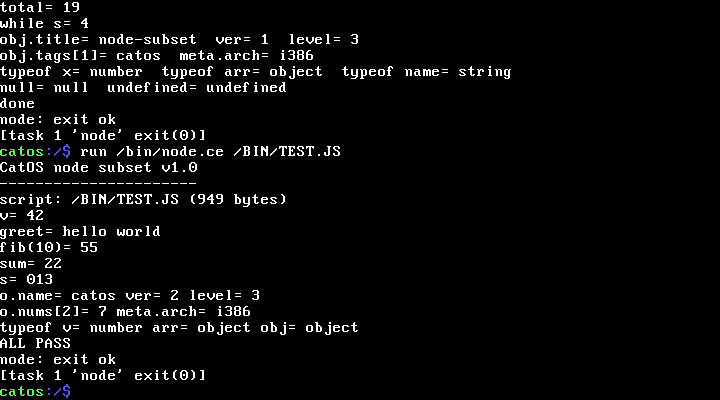 total= 19
while s= 4
obj.title= node-subset  ver= 1  level= 3
obj.tags[1]= catos  meta.arch= i386
typeof x= number  typeof arr= object  typeof name= string
null= null  undefined= undefined
done
node: exit ok
[task 1 'node' exit(0)]
catos:/$ run /bin/node.ce /BIN/TEST.JS
CatOS node subset v1.0
----------------------
script: /BIN/TEST.JS (949 bytes)
v= 42
greet= hello world
fib(10)= 55
sum= 22
s= 013
o.name= catos ver= 2 level= 3
o.nums[2]= 7 meta.arch= i386
typeof v= number arr= object obj= object
ALL PASS
node: exit ok
[task 1 'node' exit(0)]
catos:/$